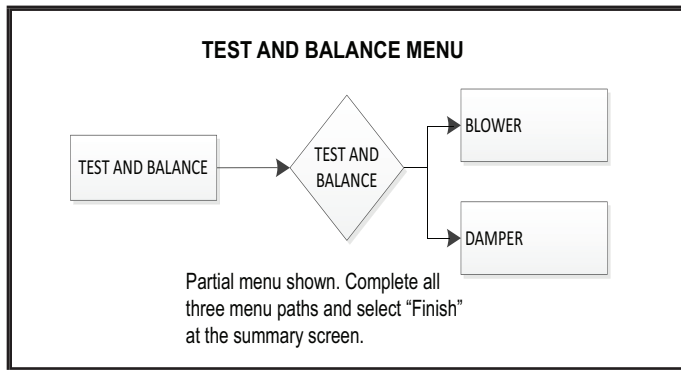 TEST AND BALANCE MENU
TEST AND BALANCE
TEST AND
BALANCE
BLOWER
DAMPER
Partial menu shown. Complete all
three menu paths and select “Finish”
at the summary screen.